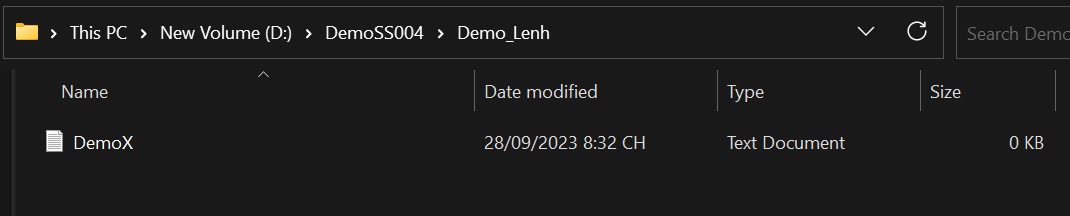 This PC > New Volume (D:) > DemoSS004 > Demo_Lenh
Search Demo
Name Date modified Type Size
DemoX 28/09/2023 8:32 CH Text Document 0 KB